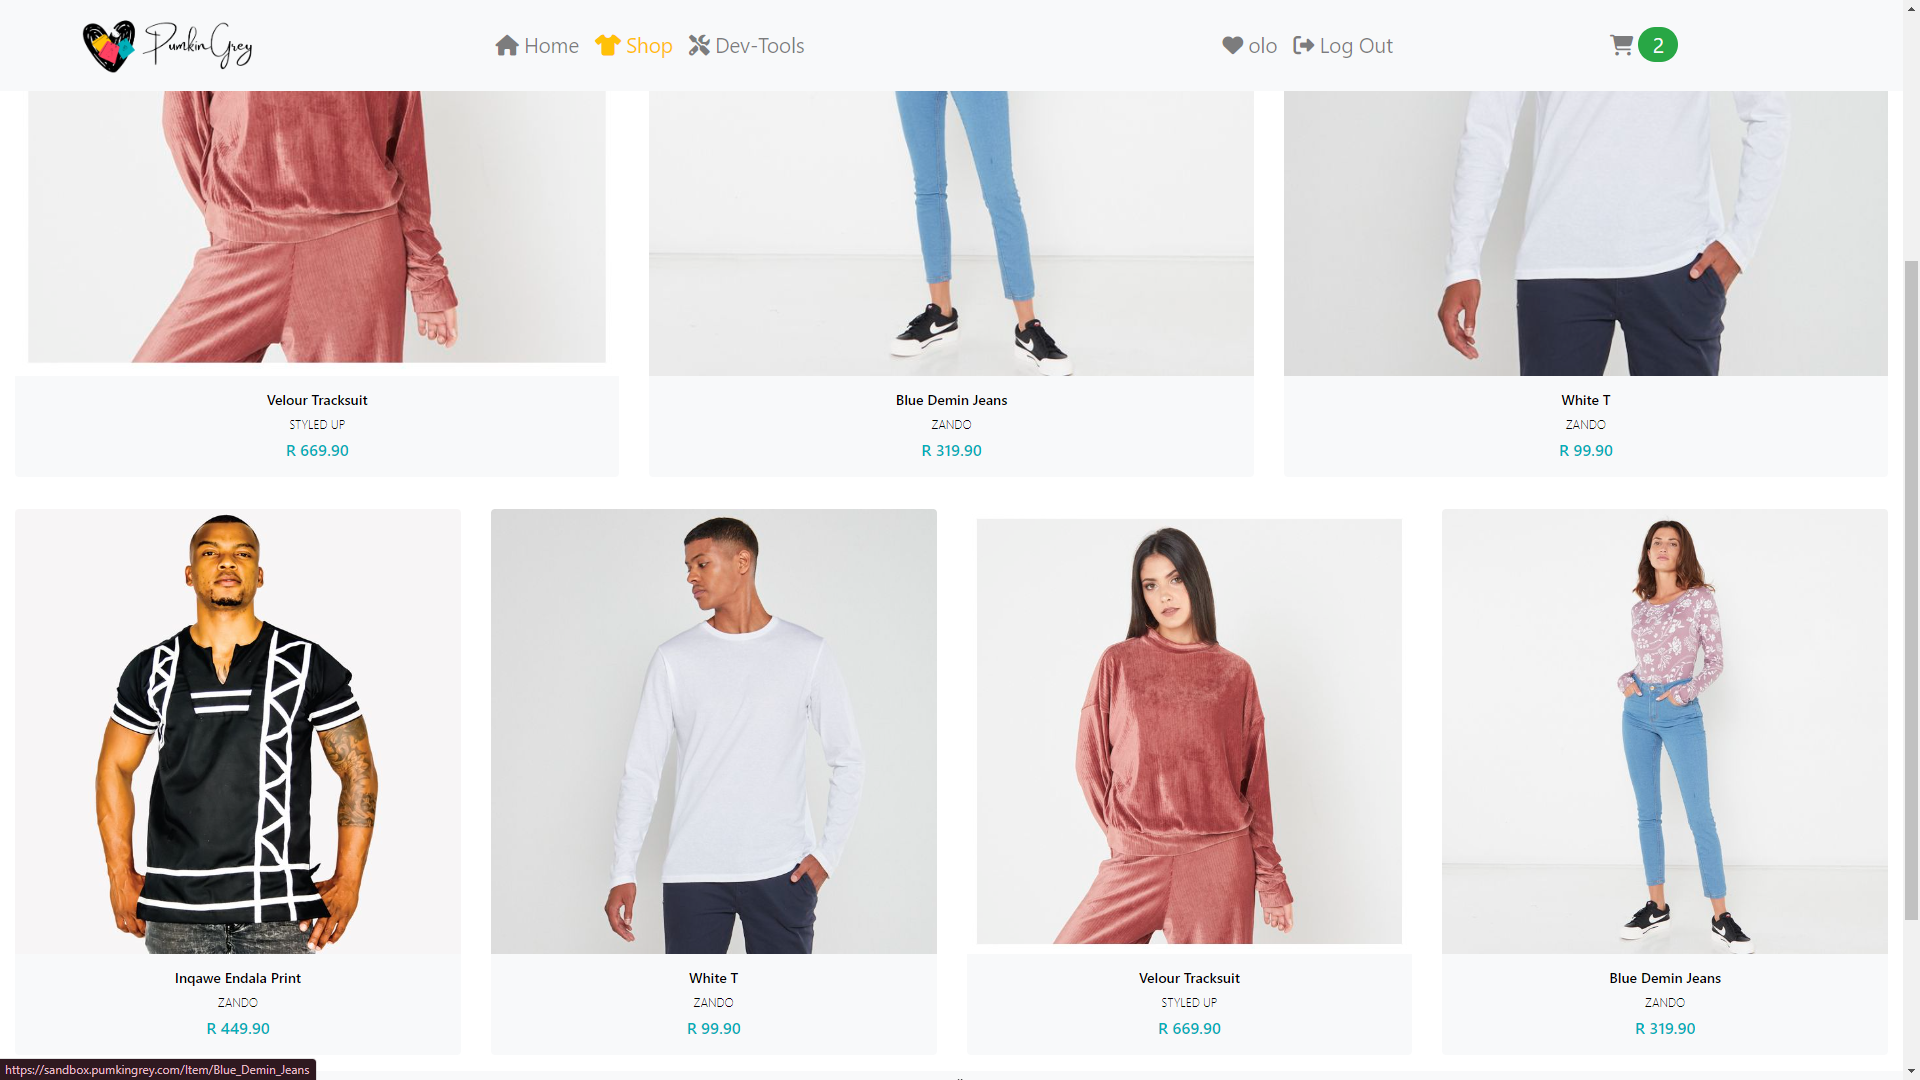 PumkinGrey
Home
Shop
Dev-Tools
olo
Log Out
2
Velour Tracksuit
STYLED UP
R 669.90
Blue Demin Jeans
ZANDO
R 319.90
White T
ZANDO
R 99.90
Inqawe Endala Print
ZANDO
R 449.90
White T
ZANDO
R 99.90
Velour Tracksuit
STYLED UP
R 669.90
Blue Demin Jeans
ZANDO
R 319.90
https://sandbox.pumkingrey.com/Item/Blue_Demin_Jeans